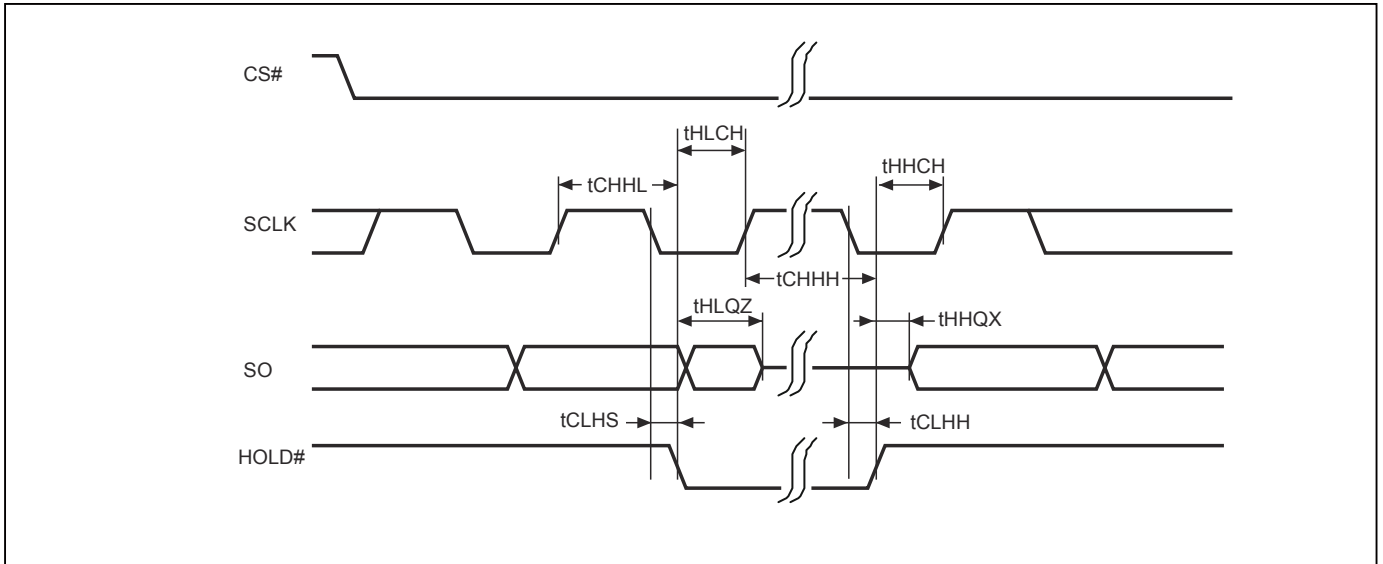 CS#
tHLCH
tHHCH
tCHHL
SCLK
tCHHH
tHLQZ
tHHQX
SO
tCLHS
tCLHH
HOLD#